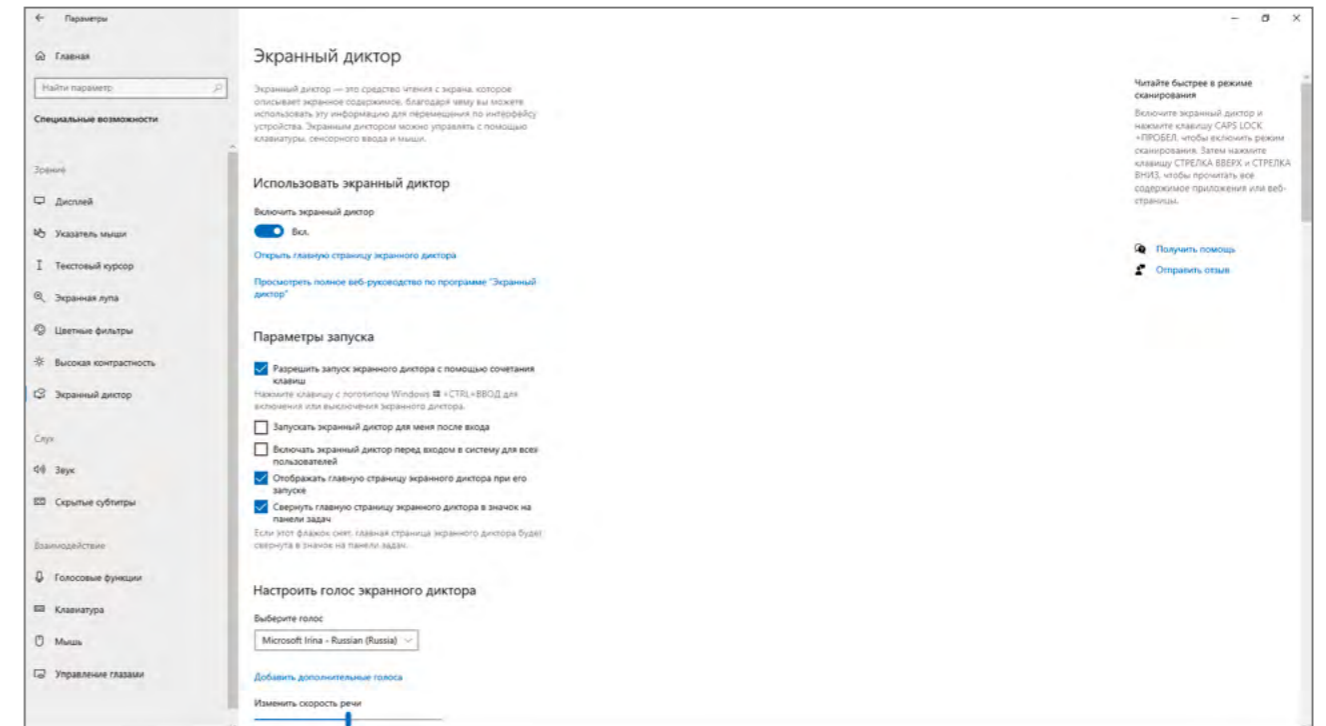 Параметры
Главная
Найти параметр
Специальные возможности
Зрение
Дисплей
Указатель мыши
Текстовый курсор
Экранная лупа
Цветные фильтры
Высокая контрастность
Экранный диктор
Слух
Звук
Скрытые субтитры
Взаимодействие
Голосовые функции
Клавиатура
Мышь
Управление глазами
Экранный диктор
Экранный диктор — это средство чтения с экрана, которое
описывает экранное содержимое, благодаря чему вы можете
использовать эту информацию для перемещения по интерфейсу
устройства. Экранным диктором можно управлять с помощью
клавиатуры, сенсорного ввода и мыши.
Использовать экранный диктор
Включить экранный диктор
Вкл.
Открыть главную страницу экранного диктора
Просмотреть полное веб-руководство по программе "Экранный
диктор"
Параметры запуска
Разрешить запуск экранного диктора с помощью сочетания
клавиш
Нажмите клавишу с логотипом Windows +CTRL+ВВОД для
включения или выключения экранного диктора.
Запускать экранный диктор для меня после входа
Включать экранный диктор перед входом в систему для всех
пользователей
Отображать главную страницу экранного диктора при его
запуске
Свернуть главную страницу экранного диктора в значок на
панели задач
Если этот флажок снят, главная страница экранного диктора будет
свернута в значок на панели задач.
Настроить голос экранного диктора
Выберите голос
Microsoft Irina - Russian (Russia)
Добавить дополнительные голоса
Изменить скорость речи
Читайте быстрее в режиме
сканирования
Включите экранный диктор и
нажмите клавишу CAPS LOCK
+ПРОБЕЛ, чтобы включить режим
сканирования. Затем нажмите
клавишу СТРЕЛКА ВВЕРХ и СТРЕЛКА
ВНИЗ, чтобы прочитать все
содержимое приложения или веб-
страницы.
Получить помощь
Отправить отзыв